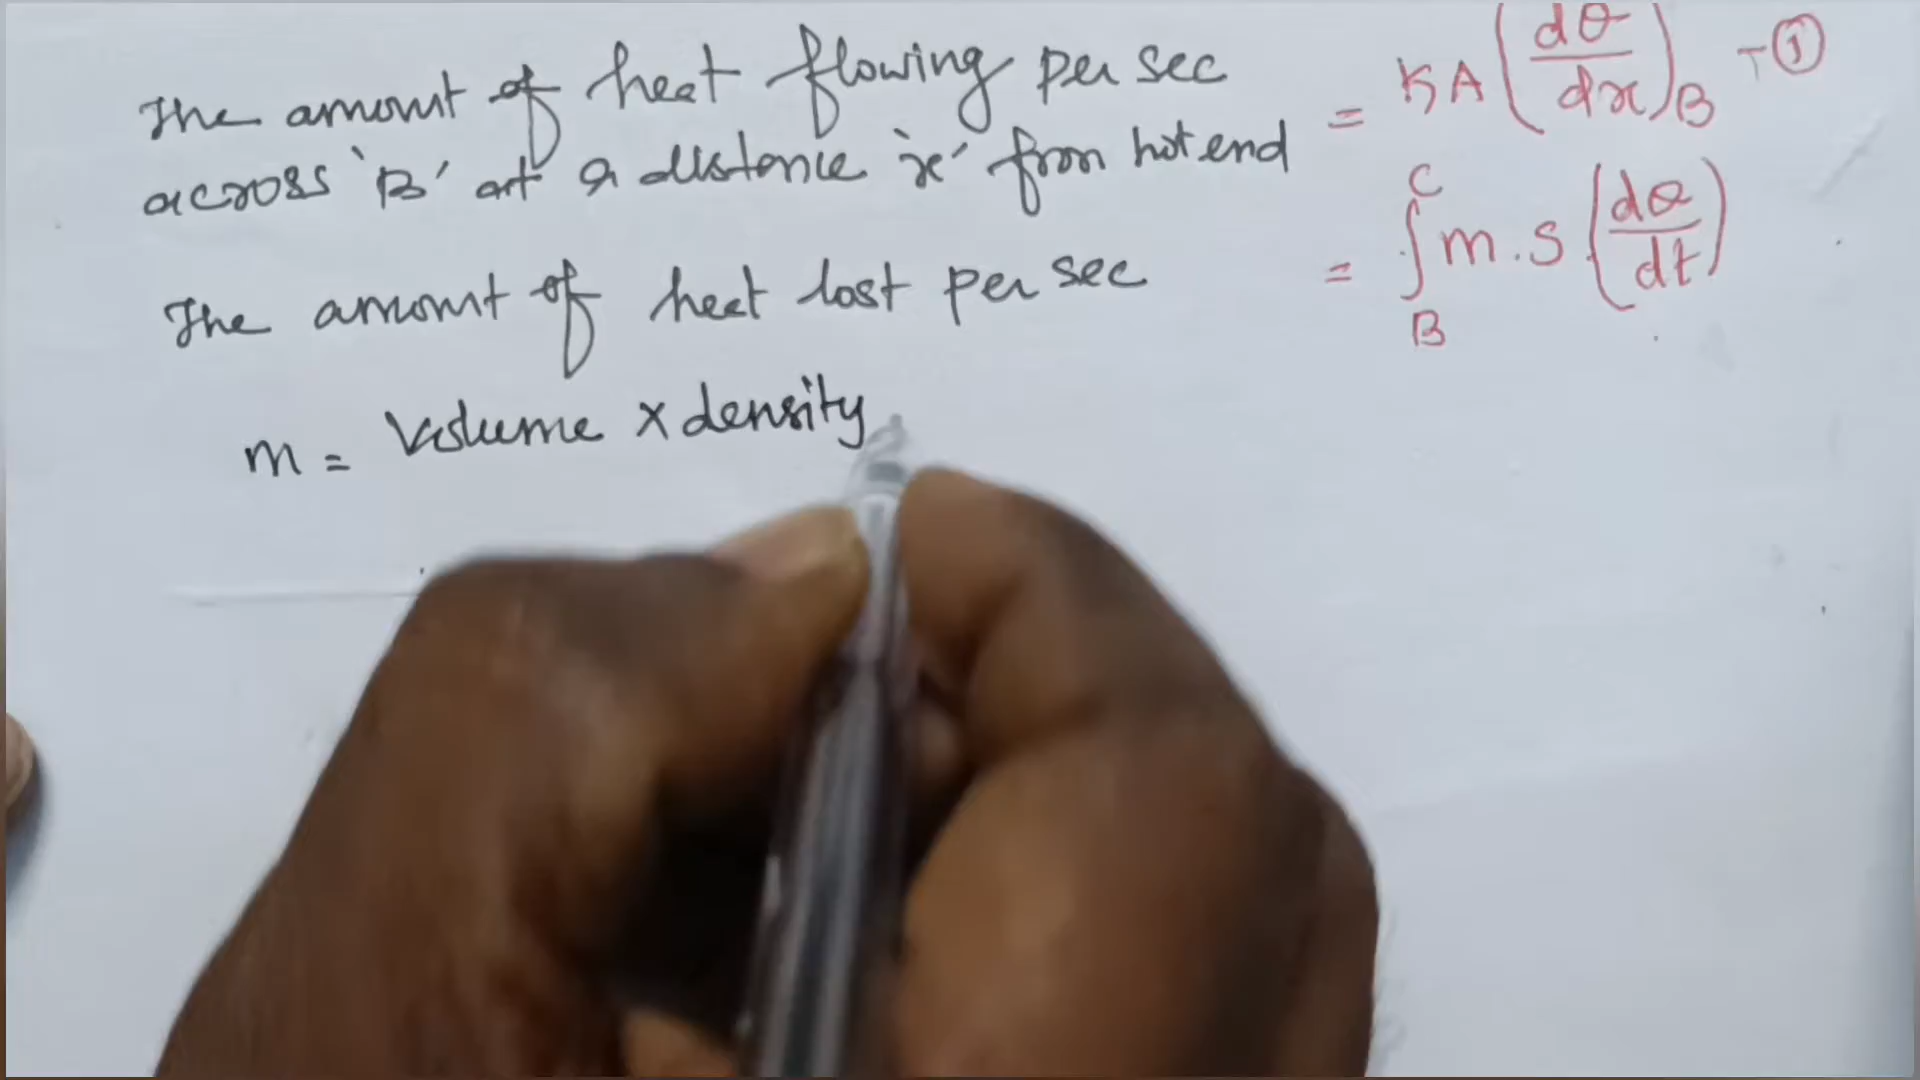 The amount of heat flowing per sec
across 'B' at a distance 'x' from hot end = KA (dθ/dx)B - ①
The amount of heat lost per sec = ∫BC m.s (dθ/dt)
m = Volume × density